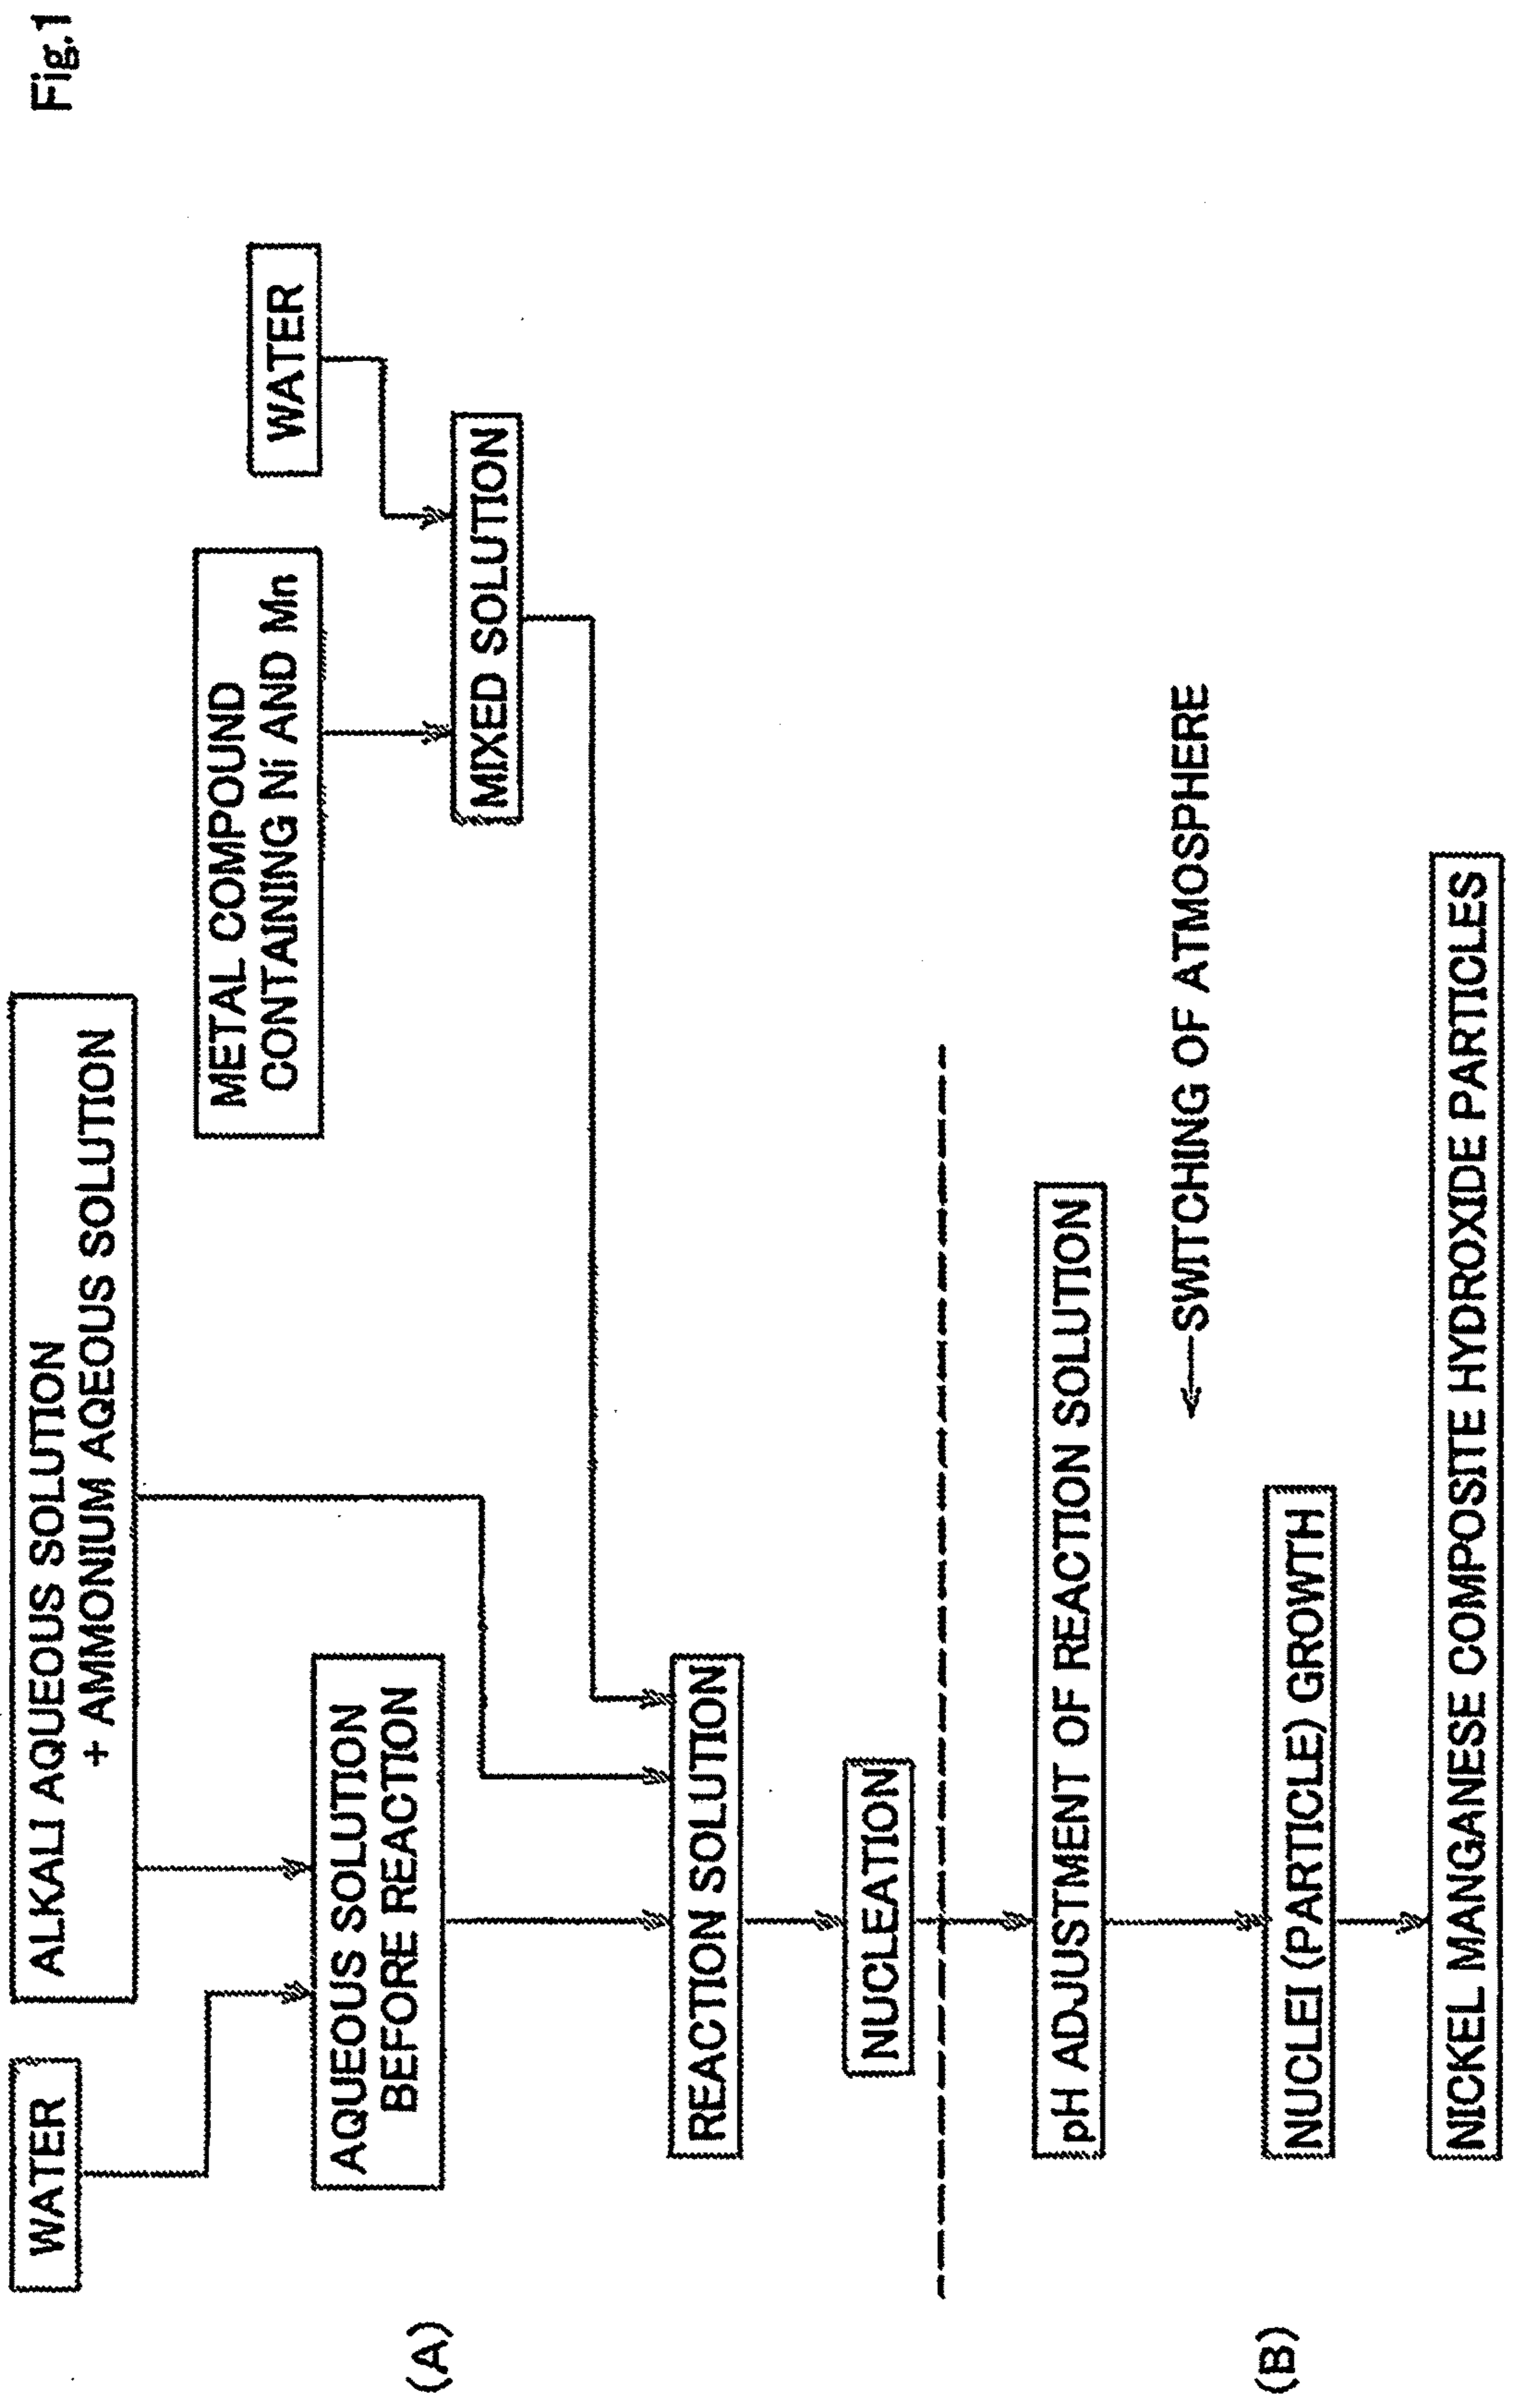 Fig.1
WATER
ALKALI AQUEOUS SOLUTION
+ AMMONIUM AQEOUS SOLUTION
METAL COMPOUND
CONTAINING Ni AND Mn
WATER
AQUEOUS SOLUTION
BEFORE REACTION
MIXED SOLUTION
(A)
REACTION SOLUTION
NUCLEATION
pH ADJUSTMENT OF REACTION SOLUTION
SWITCHING OF ATMOSPHERE
(B)
NUCLEI (PARTICLE) GROWTH
NICKEL MANGANESE COMPOSITE HYDROXIDE PARTICLES